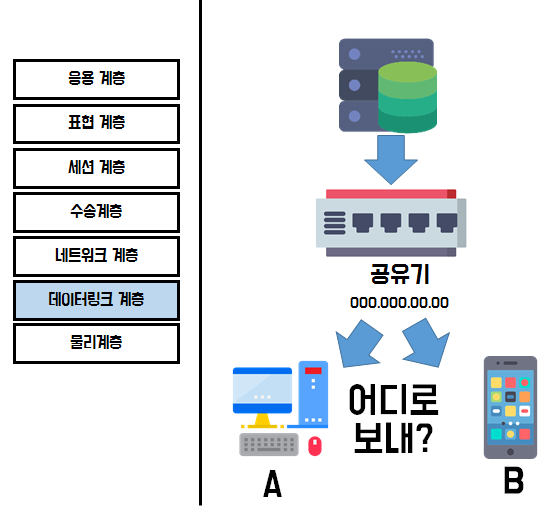 응용 계층
표현 계층
세션 계층
수송계층
네트워크 계층
데이터링크 계층
물리계층
공유기
000.000.00.00
어디로
보내?
A
B